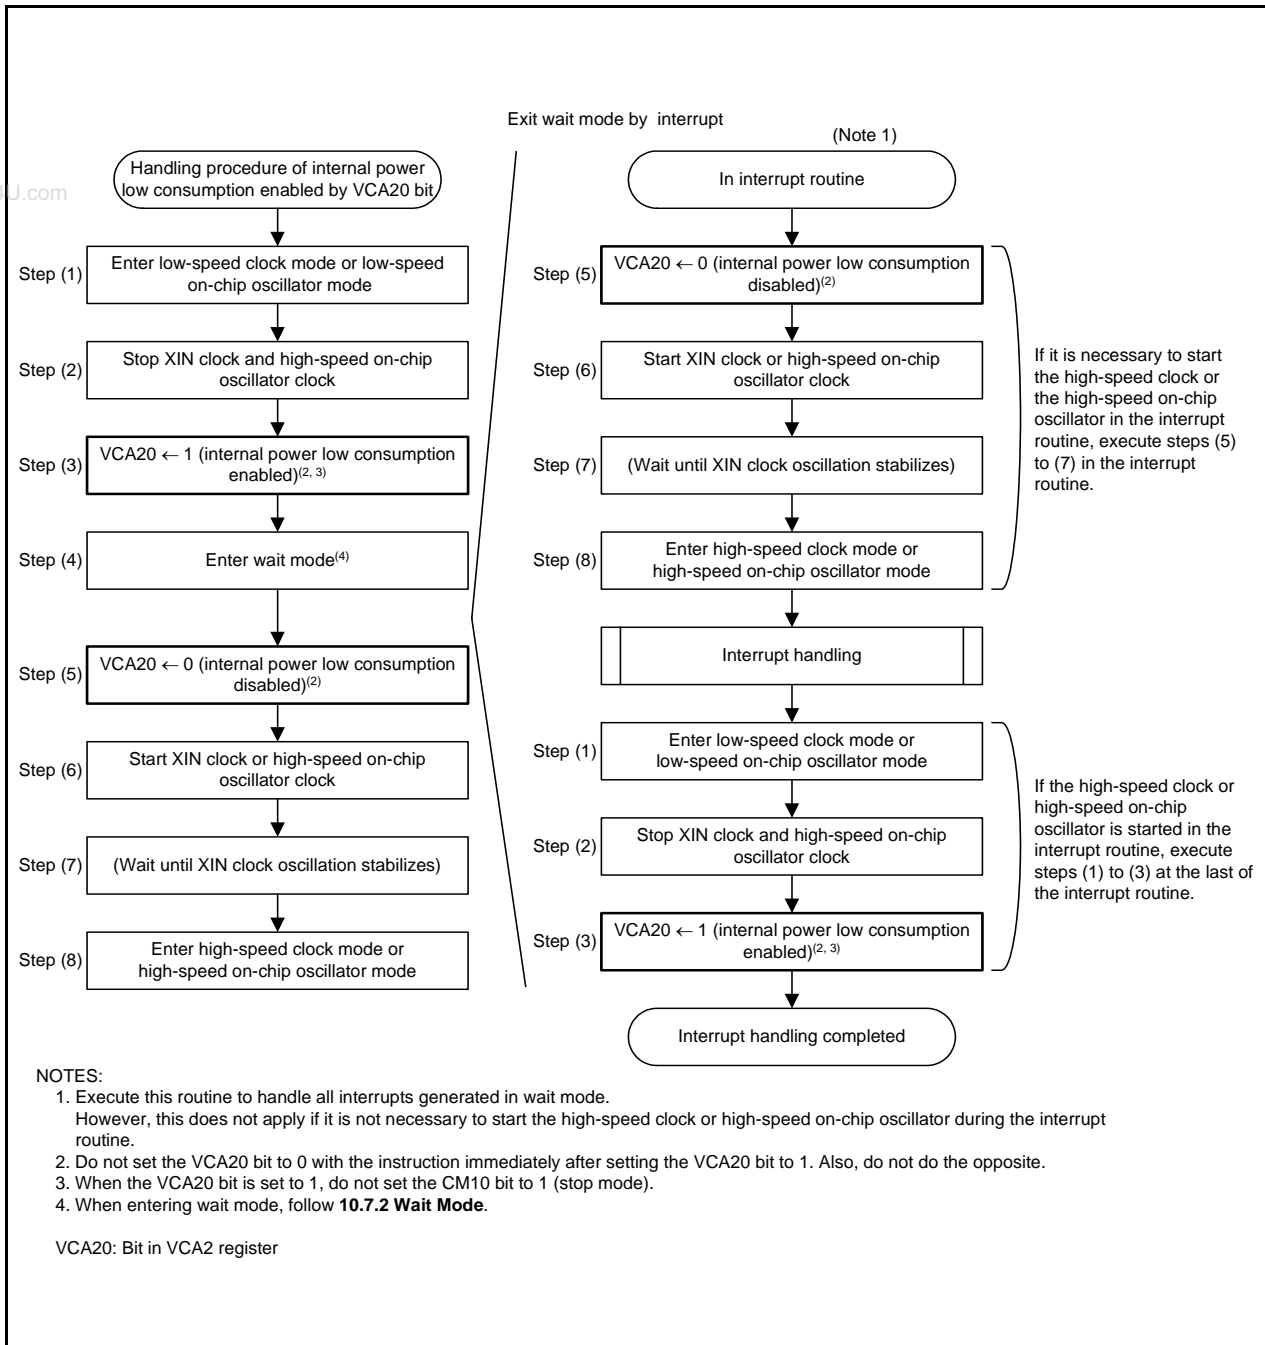 Exit wait mode by interrupt
4U.com
Handling procedure of internal power
low consumption enabled by VCA20 bit
Step (1)
Enter low-speed clock mode or low-speed
on-chip oscillator mode
Step (2)
Stop XIN clock and high-speed on-chip
oscillator clock
Step (3)
VCA20 ← 1 (internal power low consumption
enabled)(2, 3)
Step (4)
Enter wait mode(4)
Step (5)
VCA20 ← 0 (internal power low consumption
disabled)(2)
Step (6)
Start XIN clock or high-speed on-chip
oscillator clock
Step (7)
(Wait until XIN clock oscillation stabilizes)
Step (8)
Enter high-speed clock mode or
high-speed on-chip oscillator mode
(Note 1)
In interrupt routine
Step (5)
VCA20 ← 0 (internal power low consumption
disabled)(2)
Step (6)
Start XIN clock or high-speed on-chip
oscillator clock
Step (7)
(Wait until XIN clock oscillation stabilizes)
Step (8)
Enter high-speed clock mode or
high-speed on-chip oscillator mode
If it is necessary to start
the high-speed clock or
the high-speed on-chip
oscillator in the interrupt
routine, execute steps (5)
to (7) in the interrupt
routine.
Interrupt handling
Step (1)
Enter low-speed clock mode or
low-speed on-chip oscillator mode
Step (2)
Stop XIN clock and high-speed on-chip
oscillator clock
Step (3)
VCA20 ← 1 (internal power low consumption
enabled)(2, 3)
If the high-speed clock or
high-speed on-chip
oscillator is started in the
interrupt routine, execute
steps (1) to (3) at the last of
the interrupt routine.
Interrupt handling completed
NOTES:
1. Execute this routine to handle all interrupts generated in wait mode.
However, this does not apply if it is not necessary to start the high-speed clock or high-speed on-chip oscillator during the interrupt
routine.
2. Do not set the VCA20 bit to 0 with the instruction immediately after setting the VCA20 bit to 1. Also, do not do the opposite.
3. When the VCA20 bit is set to 1, do not set the CM10 bit to 1 (stop mode).
4. When entering wait mode, follow 10.7.2 Wait Mode.
VCA20: Bit in VCA2 register